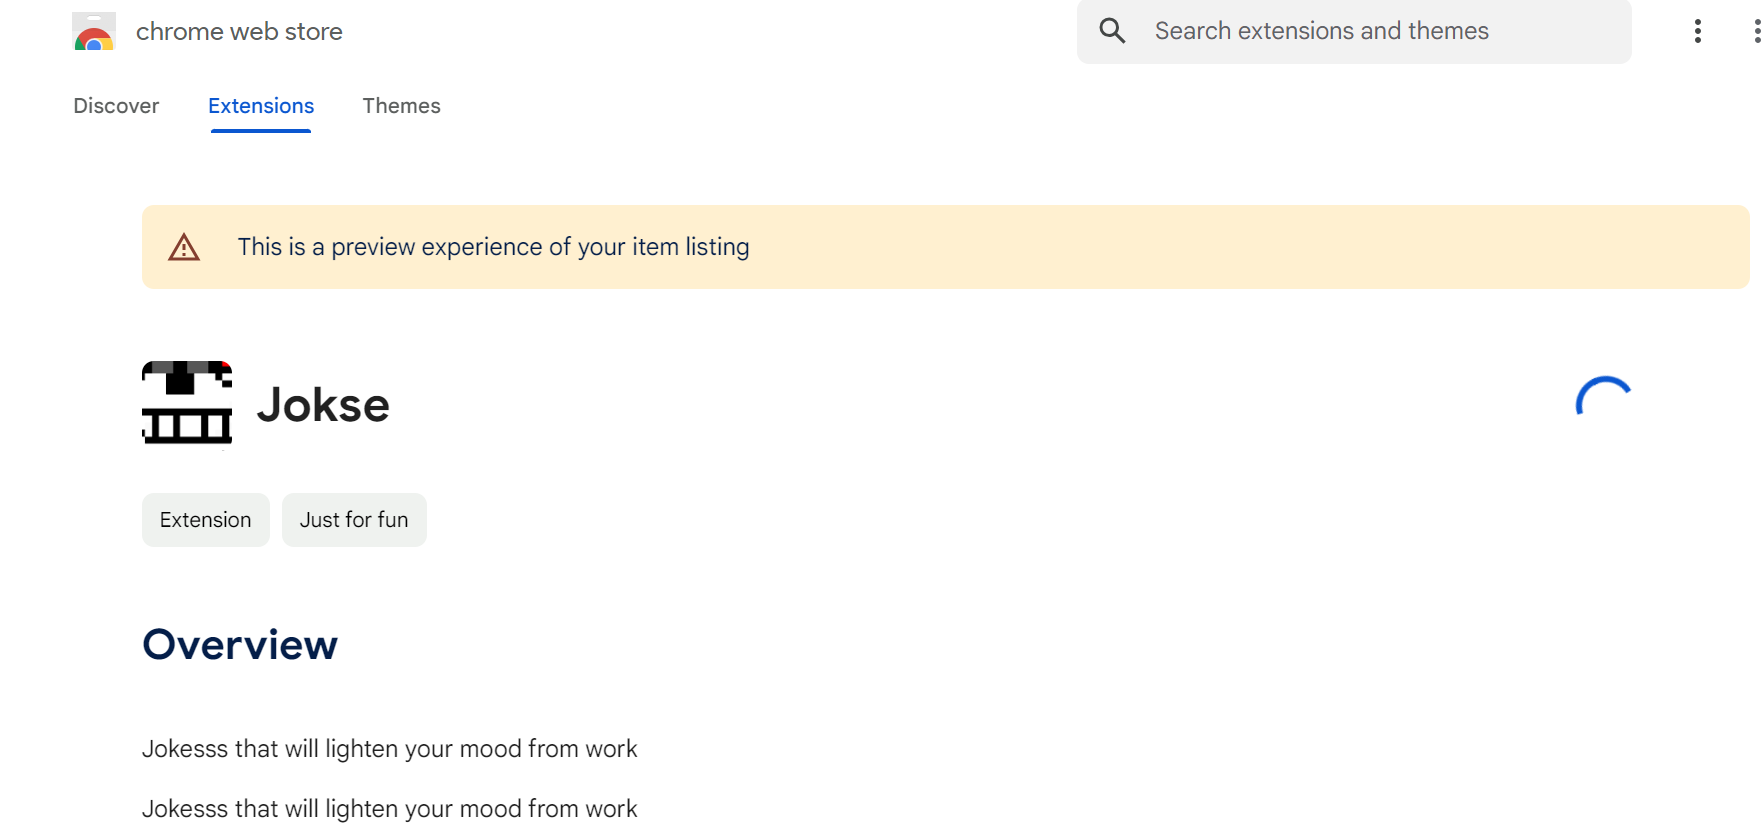 chrome web store
Search extensions and themes
Discover Extensions Themes
This is a preview experience of your item listing
Jokse
Extension Just for fun
Overview
Jokesss that will lighten your mood from work
Jokesss that will lighten your mood from work